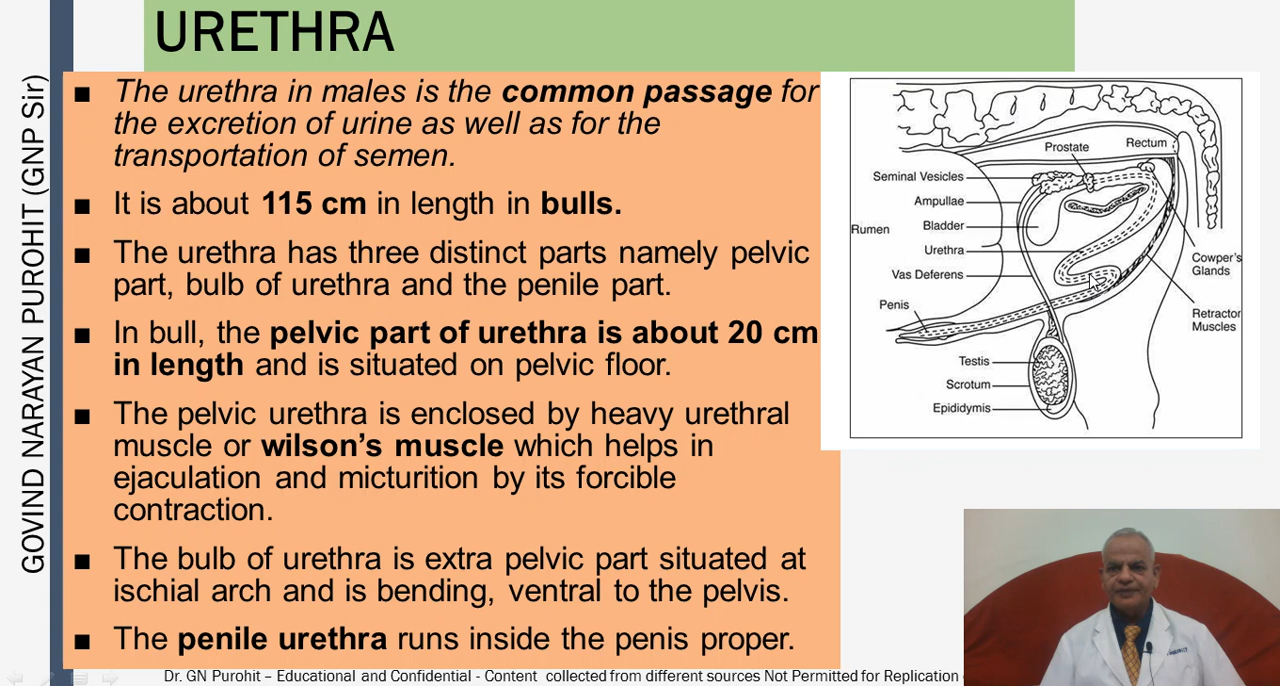 URETHRA
GOVIND NARAYAN PUROHIT (GNP Sir)
■ The urethra in males is the common passage for
the excretion of urine as well as for the
transportation of semen.
■ It is about 115 cm in length in bulls.
■ The urethra has three distinct parts namely pelvic
part, bulb of urethra and the penile part.
■ In bull, the pelvic part of urethra is about 20 cm
in length and is situated on pelvic floor.
■ The pelvic urethra is enclosed by heavy urethral
muscle or wilson’s muscle which helps in
ejaculation and micturition by its forcible
contraction.
■ The bulb of urethra is extra pelvic part situated at
ischial arch and is bending, ventral to the pelvis.
■ The penile urethra runs inside the penis proper.
Prostate
Rectum
Seminal Vesicles
Ampullae
Bladder
Rumen
Urethra
Vas Deferens
Cowper's
Glands
Penis
Retractor
Muscles
Testis
Scrotum
Epididymis
Dr. GN Purohit – Educational and Confidential - Content collected from different sources Not Permitted for Replication